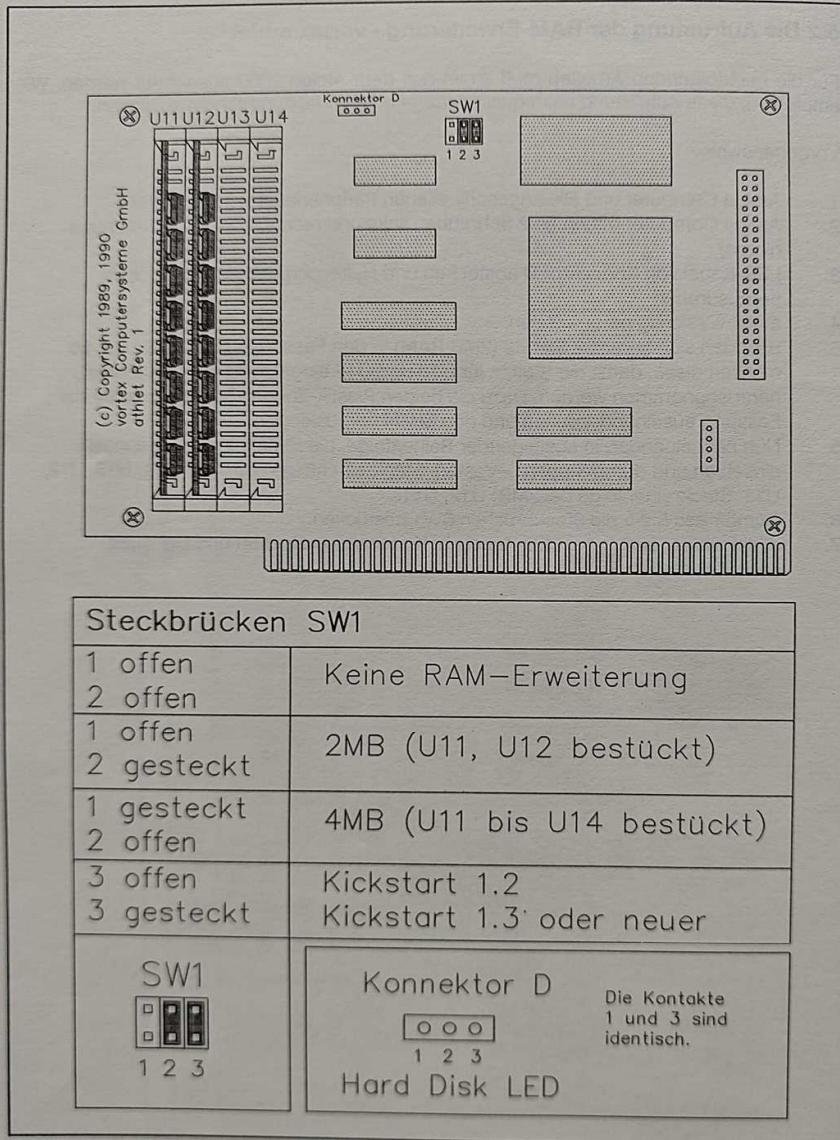 Konnektor D
SW1
1 2 3
U11 U12 U13 U14
(c) Copyright 1989, 1990
vortex Computersysteme GmbH
athlet Rev. 1
Steckbrücken SW1
1 offen
2 offen
Keine RAM-Erweiterung
1 offen
2 gesteckt
2MB (U11, U12 bestückt)
1 gesteckt
2 offen
4MB (U11 bis U14 bestückt)
3 offen
Kickstart 1.2
3 gesteckt
Kickstart 1.3 oder neuer
SW1
1 2 3
Konnektor D
1 2 3
Hard Disk LED
Die Kontakte
1 und 3 sind
identisch.